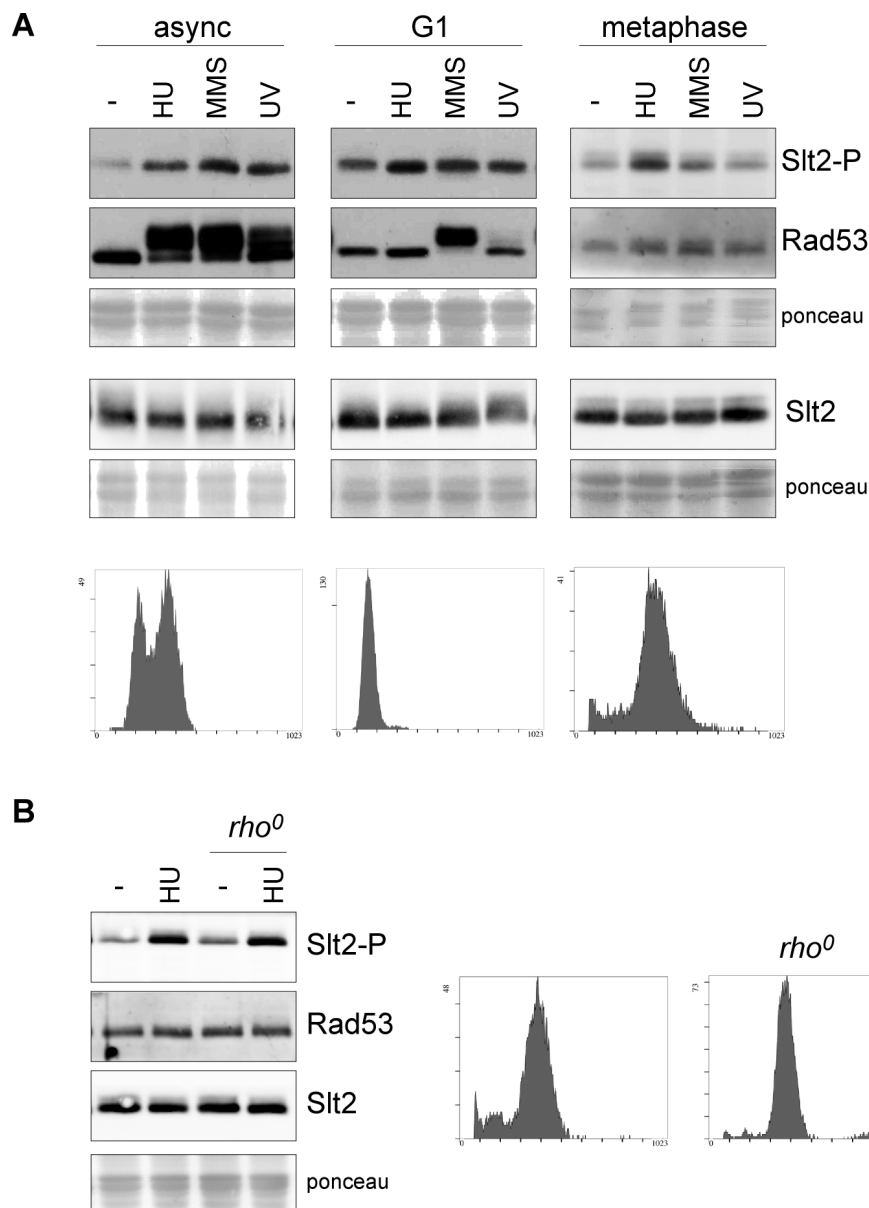 A
async G1 metaphase
- HU MMS UV - HU MMS UV - HU MMS UV
Slt2-P
Rad53
ponceau
Slt2
ponceau
49 130 41
0 1023 0 1023 0 1023
B
rho0
- HU - HU
Slt2-P
Rad53
Slt2
ponceau
rho0
48 73
0 1023 0